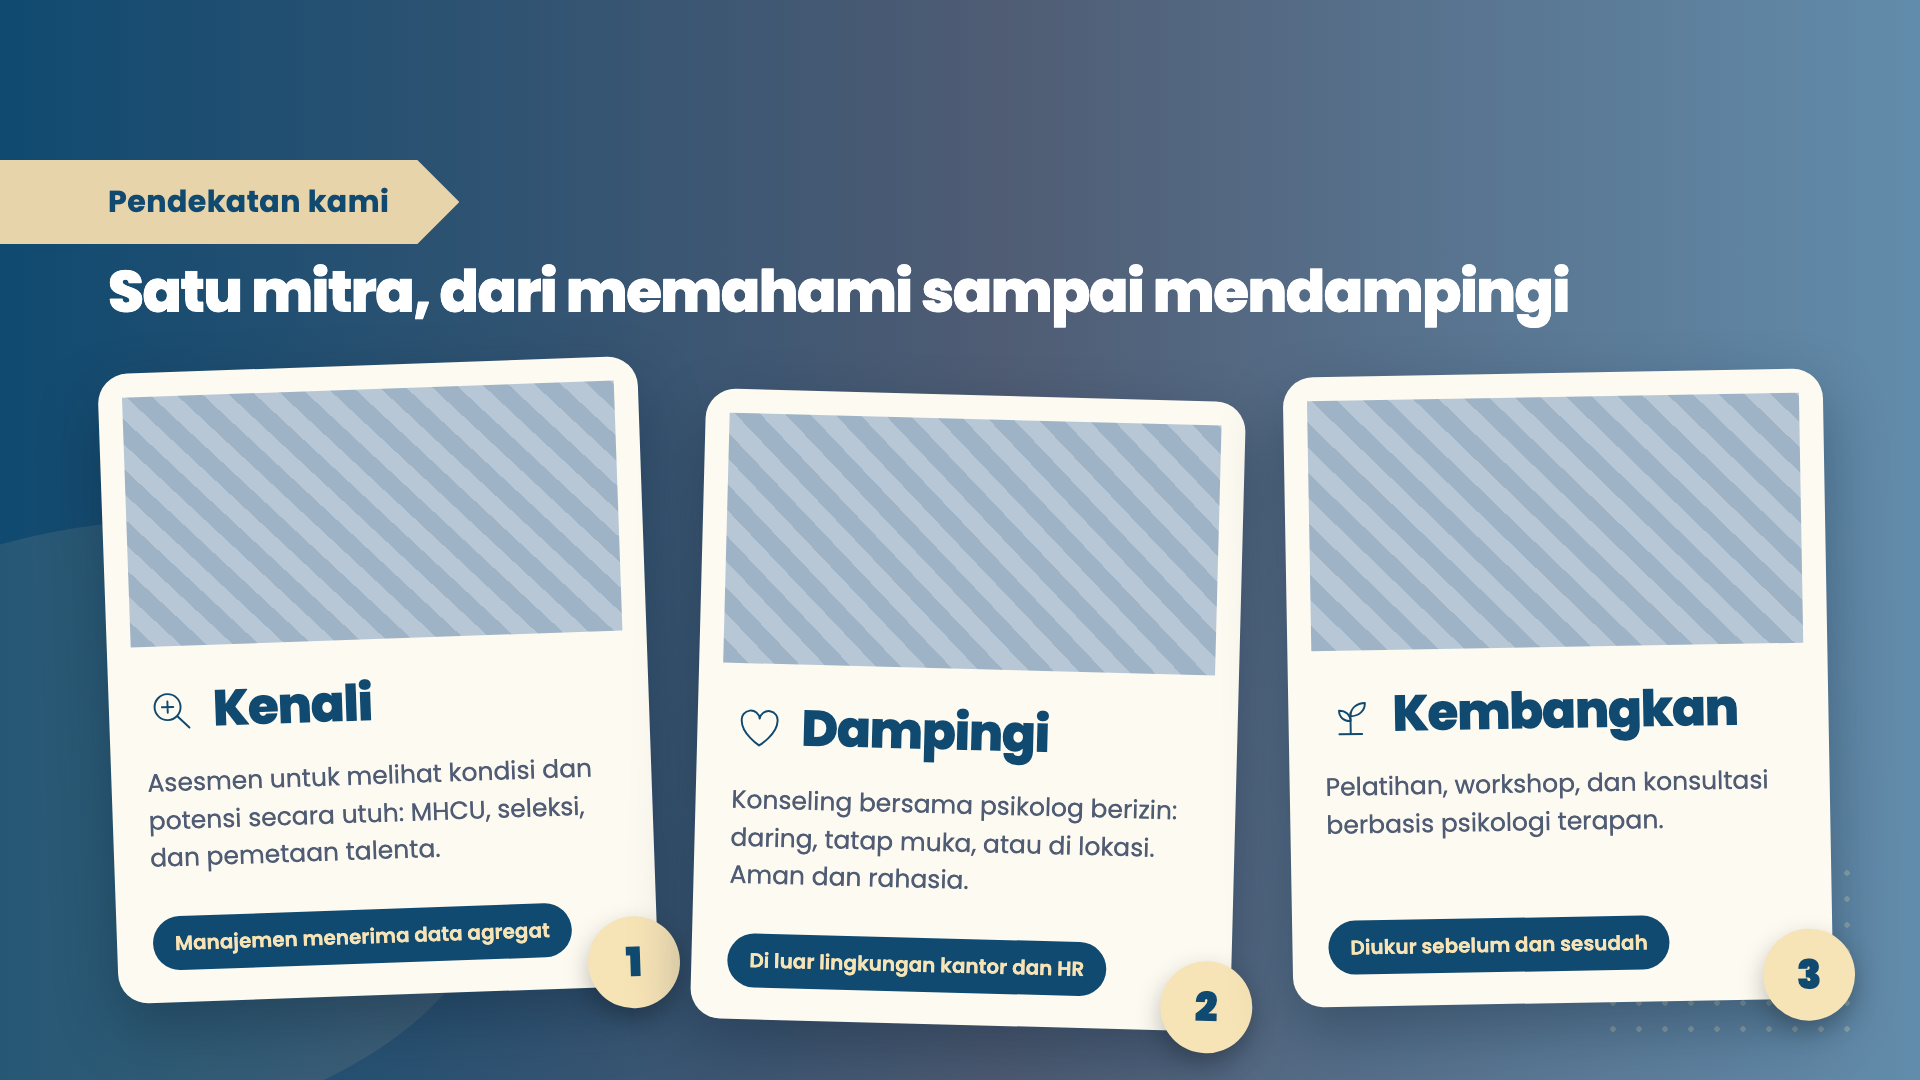 Pendekatan kami
Satu mitra, dari memahami sampai mendampingi
Kenali
Asesmen untuk melihat kondisi dan
potensi secara utuh: MHCU, seleksi,
dan pemetaan talenta.
Manajemen menerima data agregat
1
Dampingi
Konseling bersama psikolog berizin:
daring, tatap muka, atau di lokasi.
Aman dan rahasia.
Di luar lingkungan kantor dan HR
2
Kembangkan
Pelatihan, workshop, dan konsultasi
berbasis psikologi terapan.
Diukur sebelum dan sesudah
3